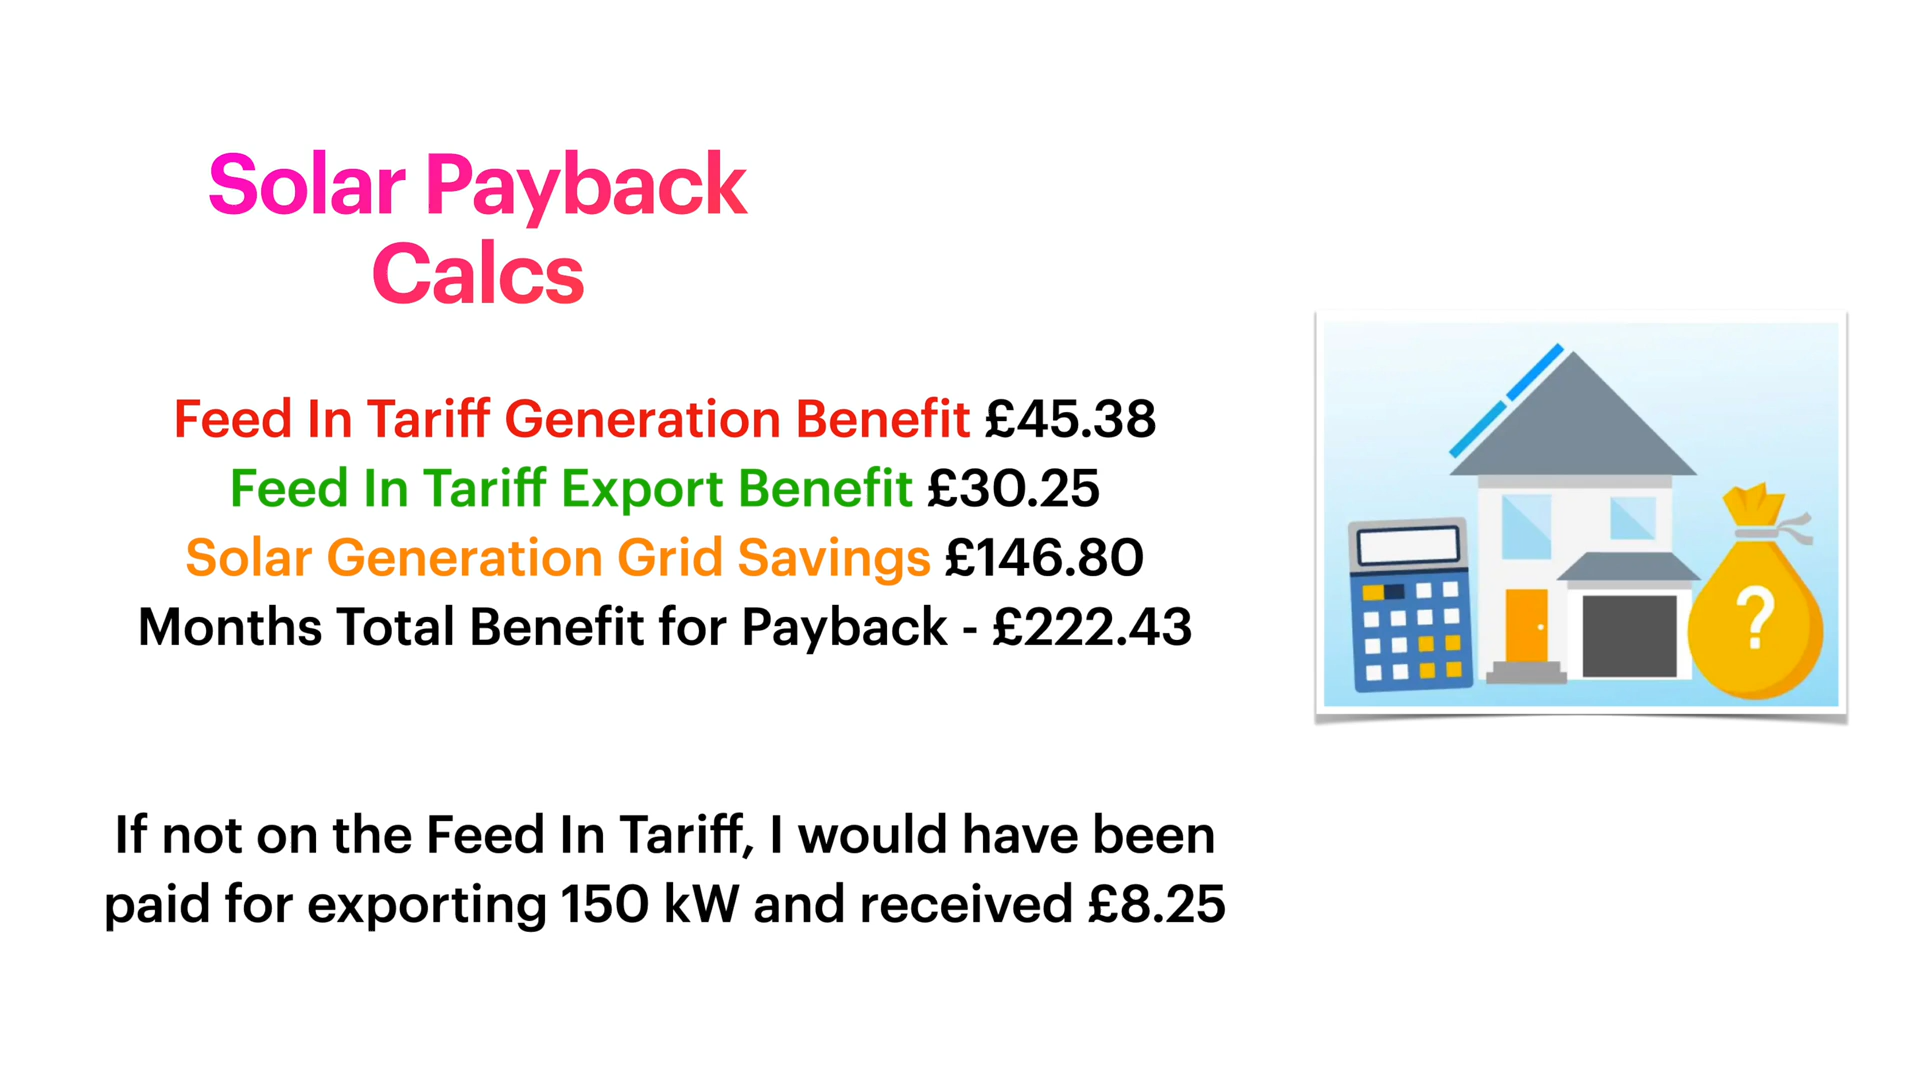 Solar Payback
Calcs
Feed In Tariff Generation Benefit £45.38
Feed In Tariff Export Benefit £30.25
Solar Generation Grid Savings £146.80
Months Total Benefit for Payback - £222.43
If not on the Feed In Tariff, I would have been
paid for exporting 150 kW and received £8.25
?